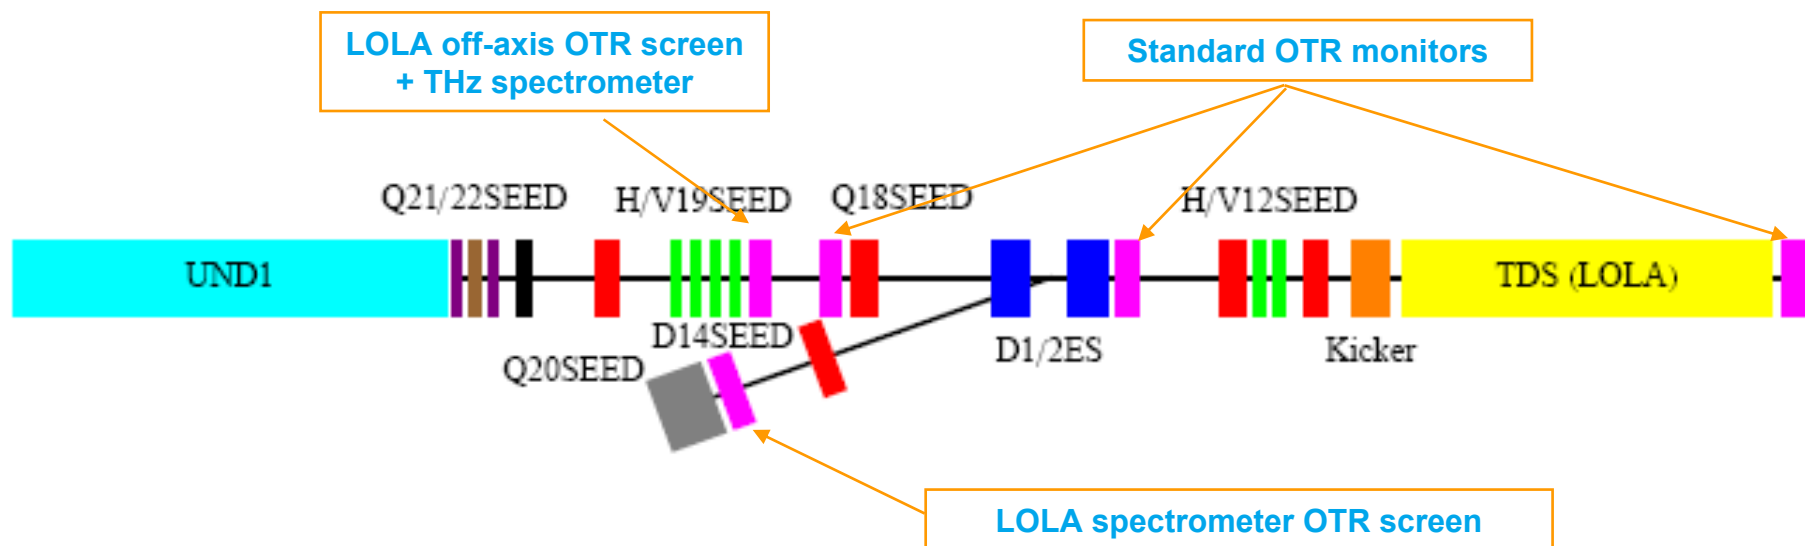 LOLA off-axis OTR screen
+ THz spectrometer
Standard OTR monitors
Q21/22SEED
H/V19SEED
Q18SEED
H/V12SEED
UND1
TDS (LOLA)
D14SEED
Q20SEED
D1/2ES
Kicker
LOLA spectrometer OTR screen